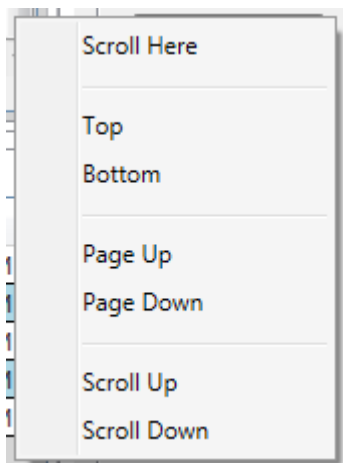 Scroll Here
Top
Bottom
Page Up
Page Down
Scroll Up
Scroll Down